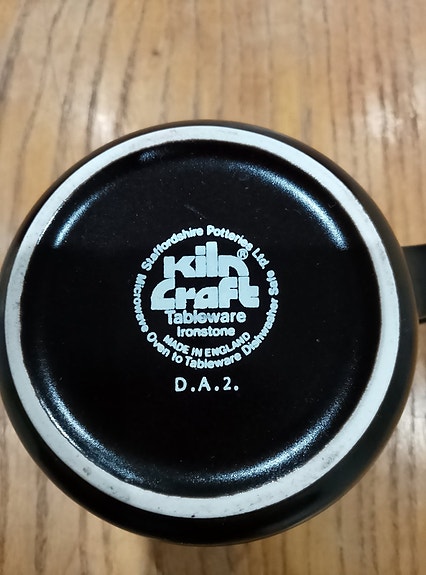 Staffordshire Potteries Ltd.
Kiln®
Craft
Tableware
Ironstone
MADE IN ENGLAND
Microwave Oven to Tableware Dishwasher Safe
D.A.2.